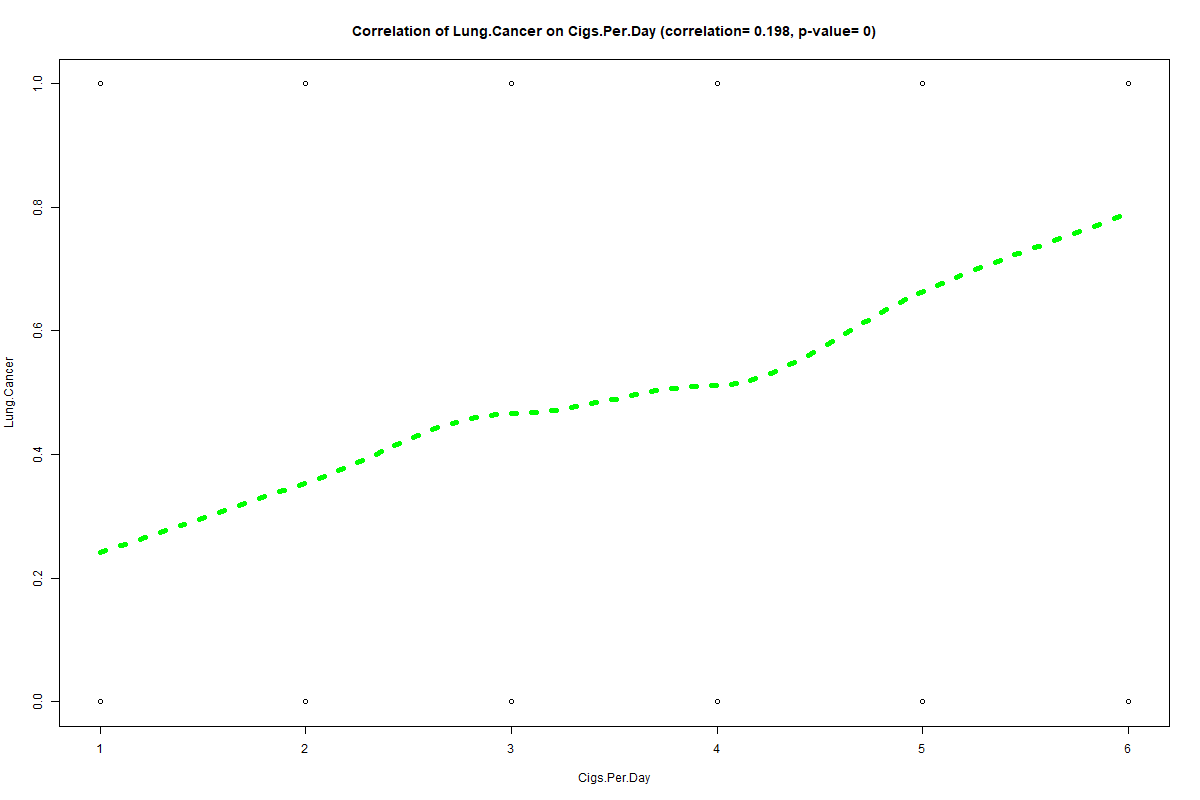 Correlation of Lung.Cancer on Cigs.Per.Day (correlation= 0.198, p-value= 0)
1.0
0.8
0.6
0.4
0.2
0.0
Lung.Cancer
1 2 3 4 5 6
Cigs.Per.Day